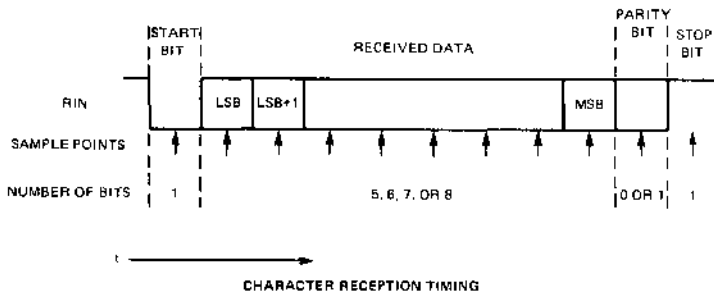 START BIT
RECEIVED DATA
PARITY BIT
STOP BIT
RIN
LSB
LSB+1
MSB
SAMPLE POINTS
NUMBER OF BITS
1
5, 6, 7, OR 8
0 OR 1
1
t
CHARACTER RECEPTION TIMING